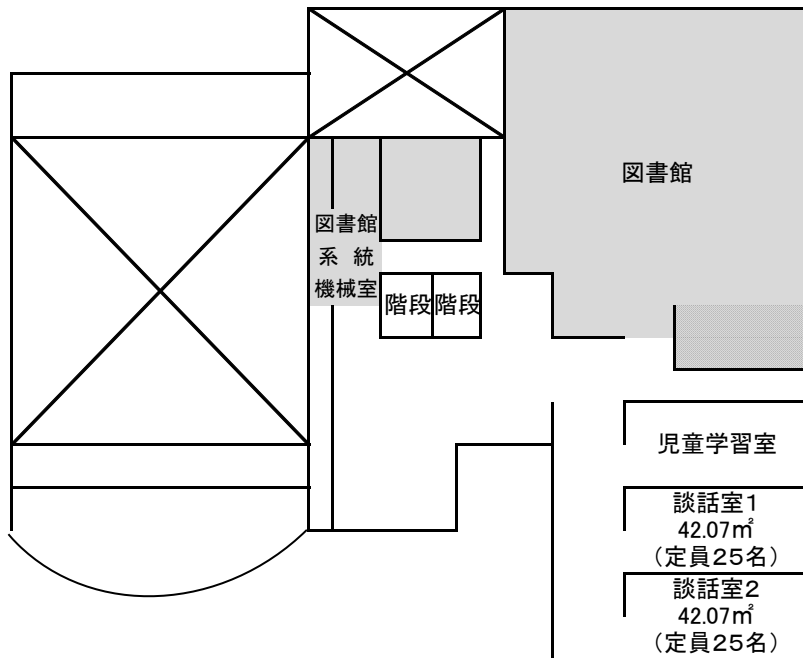 図書館
図書館
系統
機械室
階段 階段
児童学習室
談話室1
42.07㎡
(定員25名)
談話室2
42.07㎡
(定員25名)